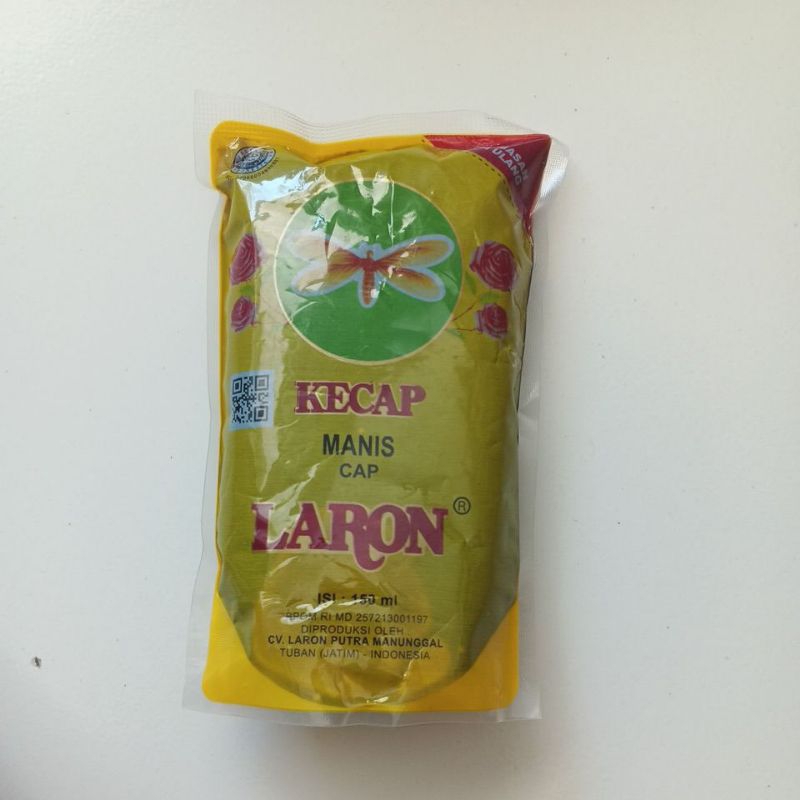 ULANG
KECAP
MANIS
CAP
LARON®
ISI : 150 ml
BPOM RI MD 257213001197
DIPRODUKSI OLEH
CV. LARON PUTRA MANUNGGAL
TUBAN (JATIM) - INDONESIA